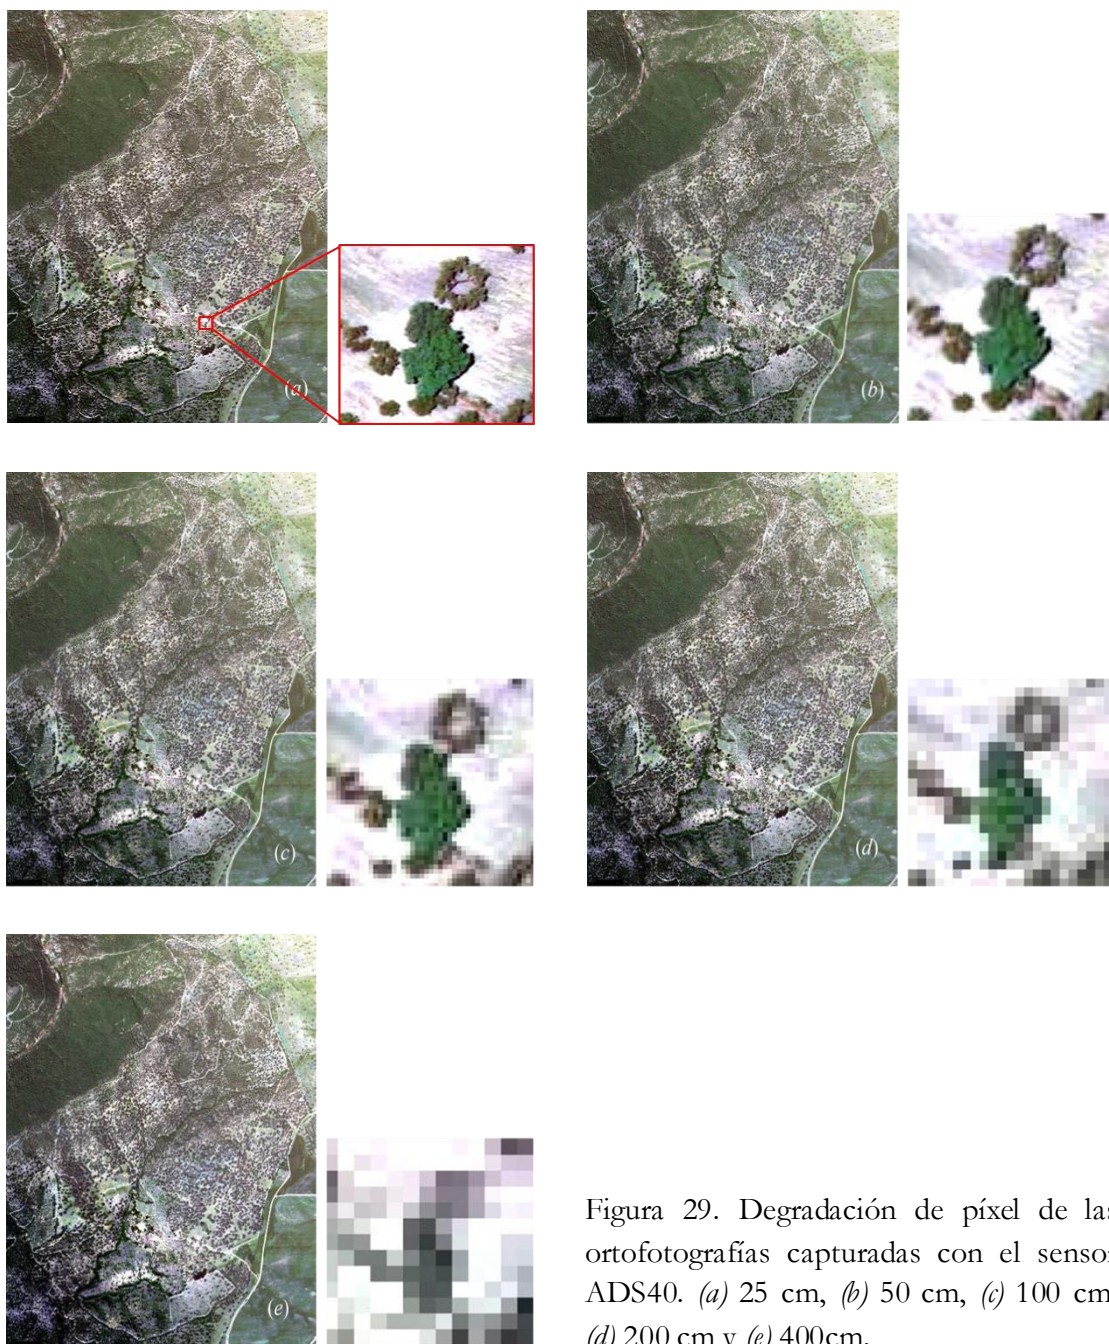 (a)
(b)
(c)
(d)
(e)
Figura 29. Degradación de píxel de las
ortofotografías capturadas con el sensor
ADS40. (a) 25 cm, (b) 50 cm, (c) 100 cm
(d) 200 cm y (e) 400cm.